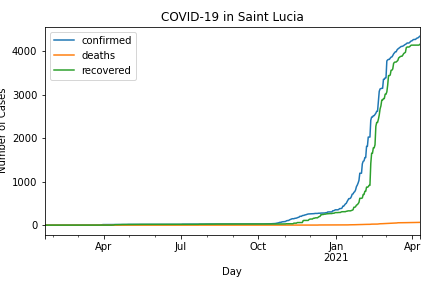 COVID-19 in Saint Lucia
confirmed
deaths
recovered
4000
3000
2000
1000
0
Number of Cases
Apr
Jul
Oct
Jan
2021
Apr
Day